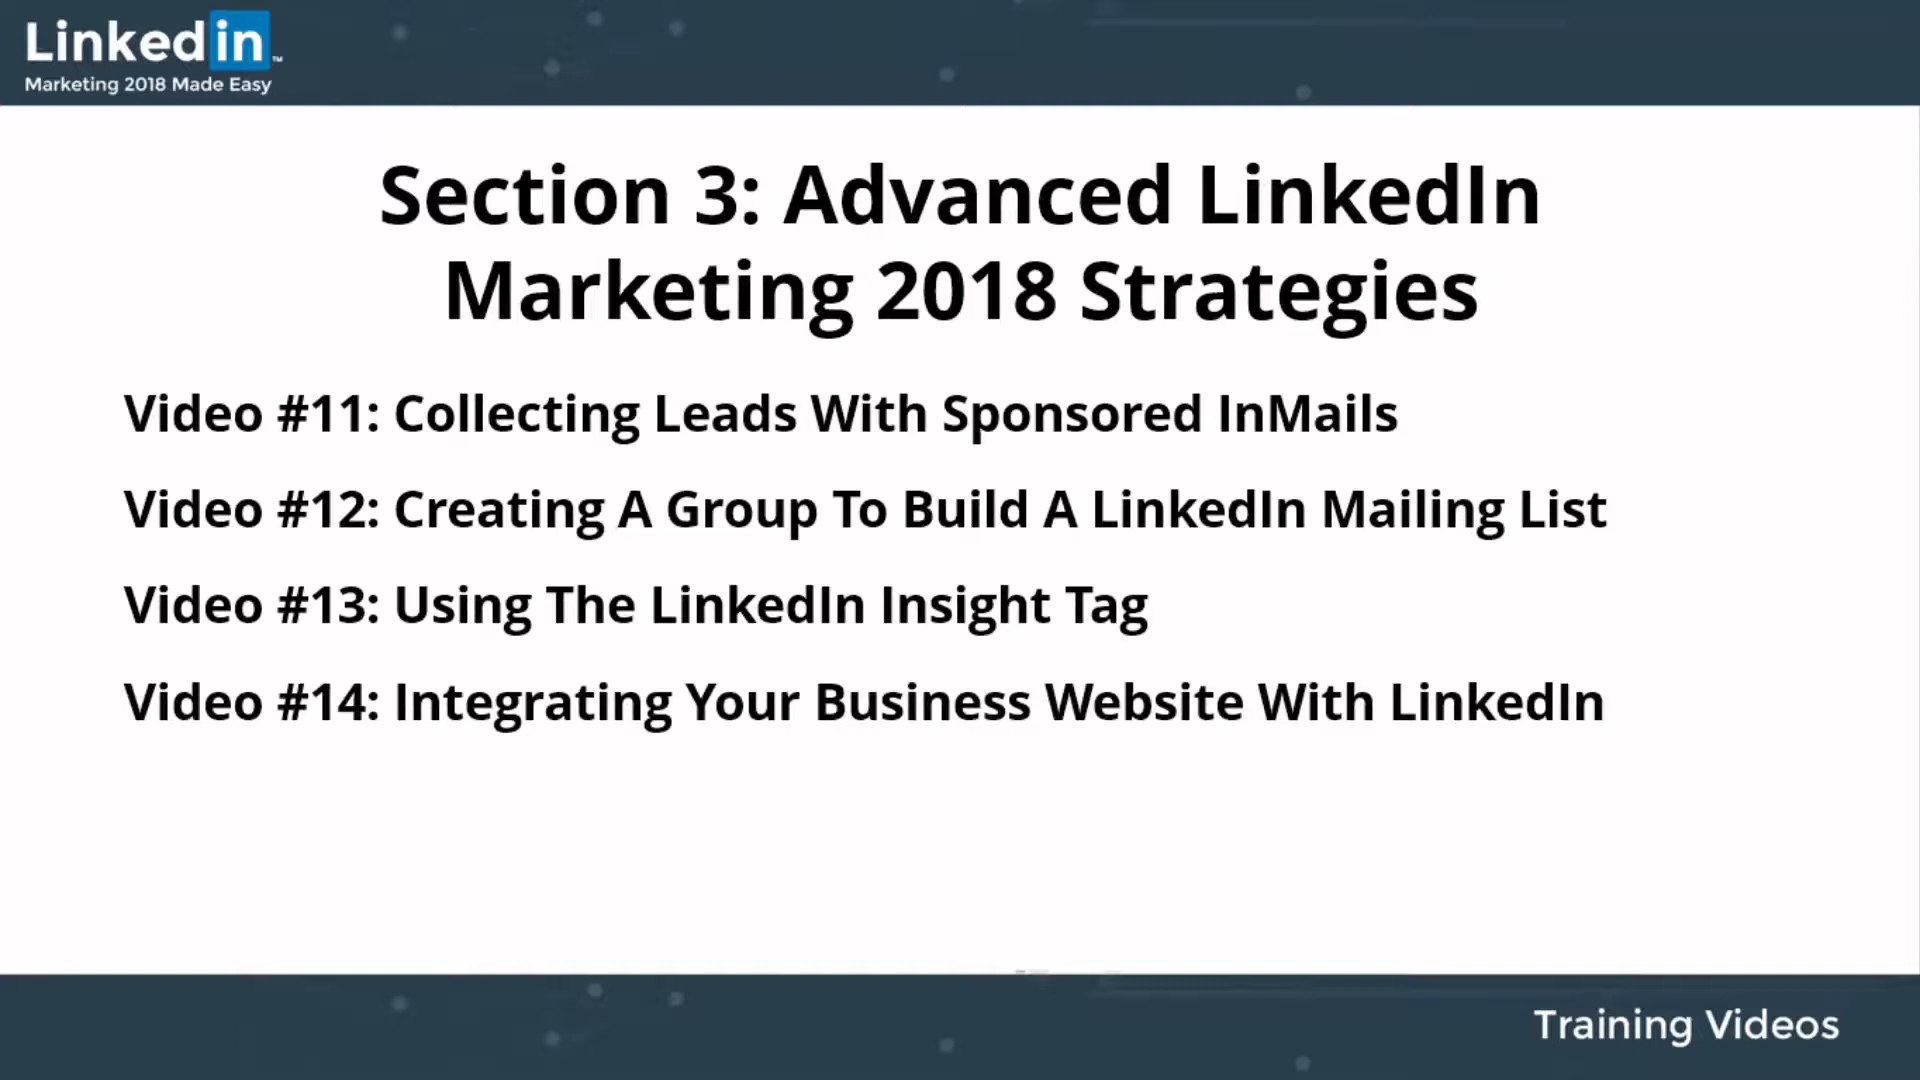 Linkedin™
Marketing 2018 Made Easy
Section 3: Advanced LinkedIn
Marketing 2018 Strategies
Video #11: Collecting Leads With Sponsored InMails
Video #12: Creating A Group To Build A LinkedIn Mailing List
Video #13: Using The LinkedIn Insight Tag
Video #14: Integrating Your Business Website With LinkedIn
Training Videos